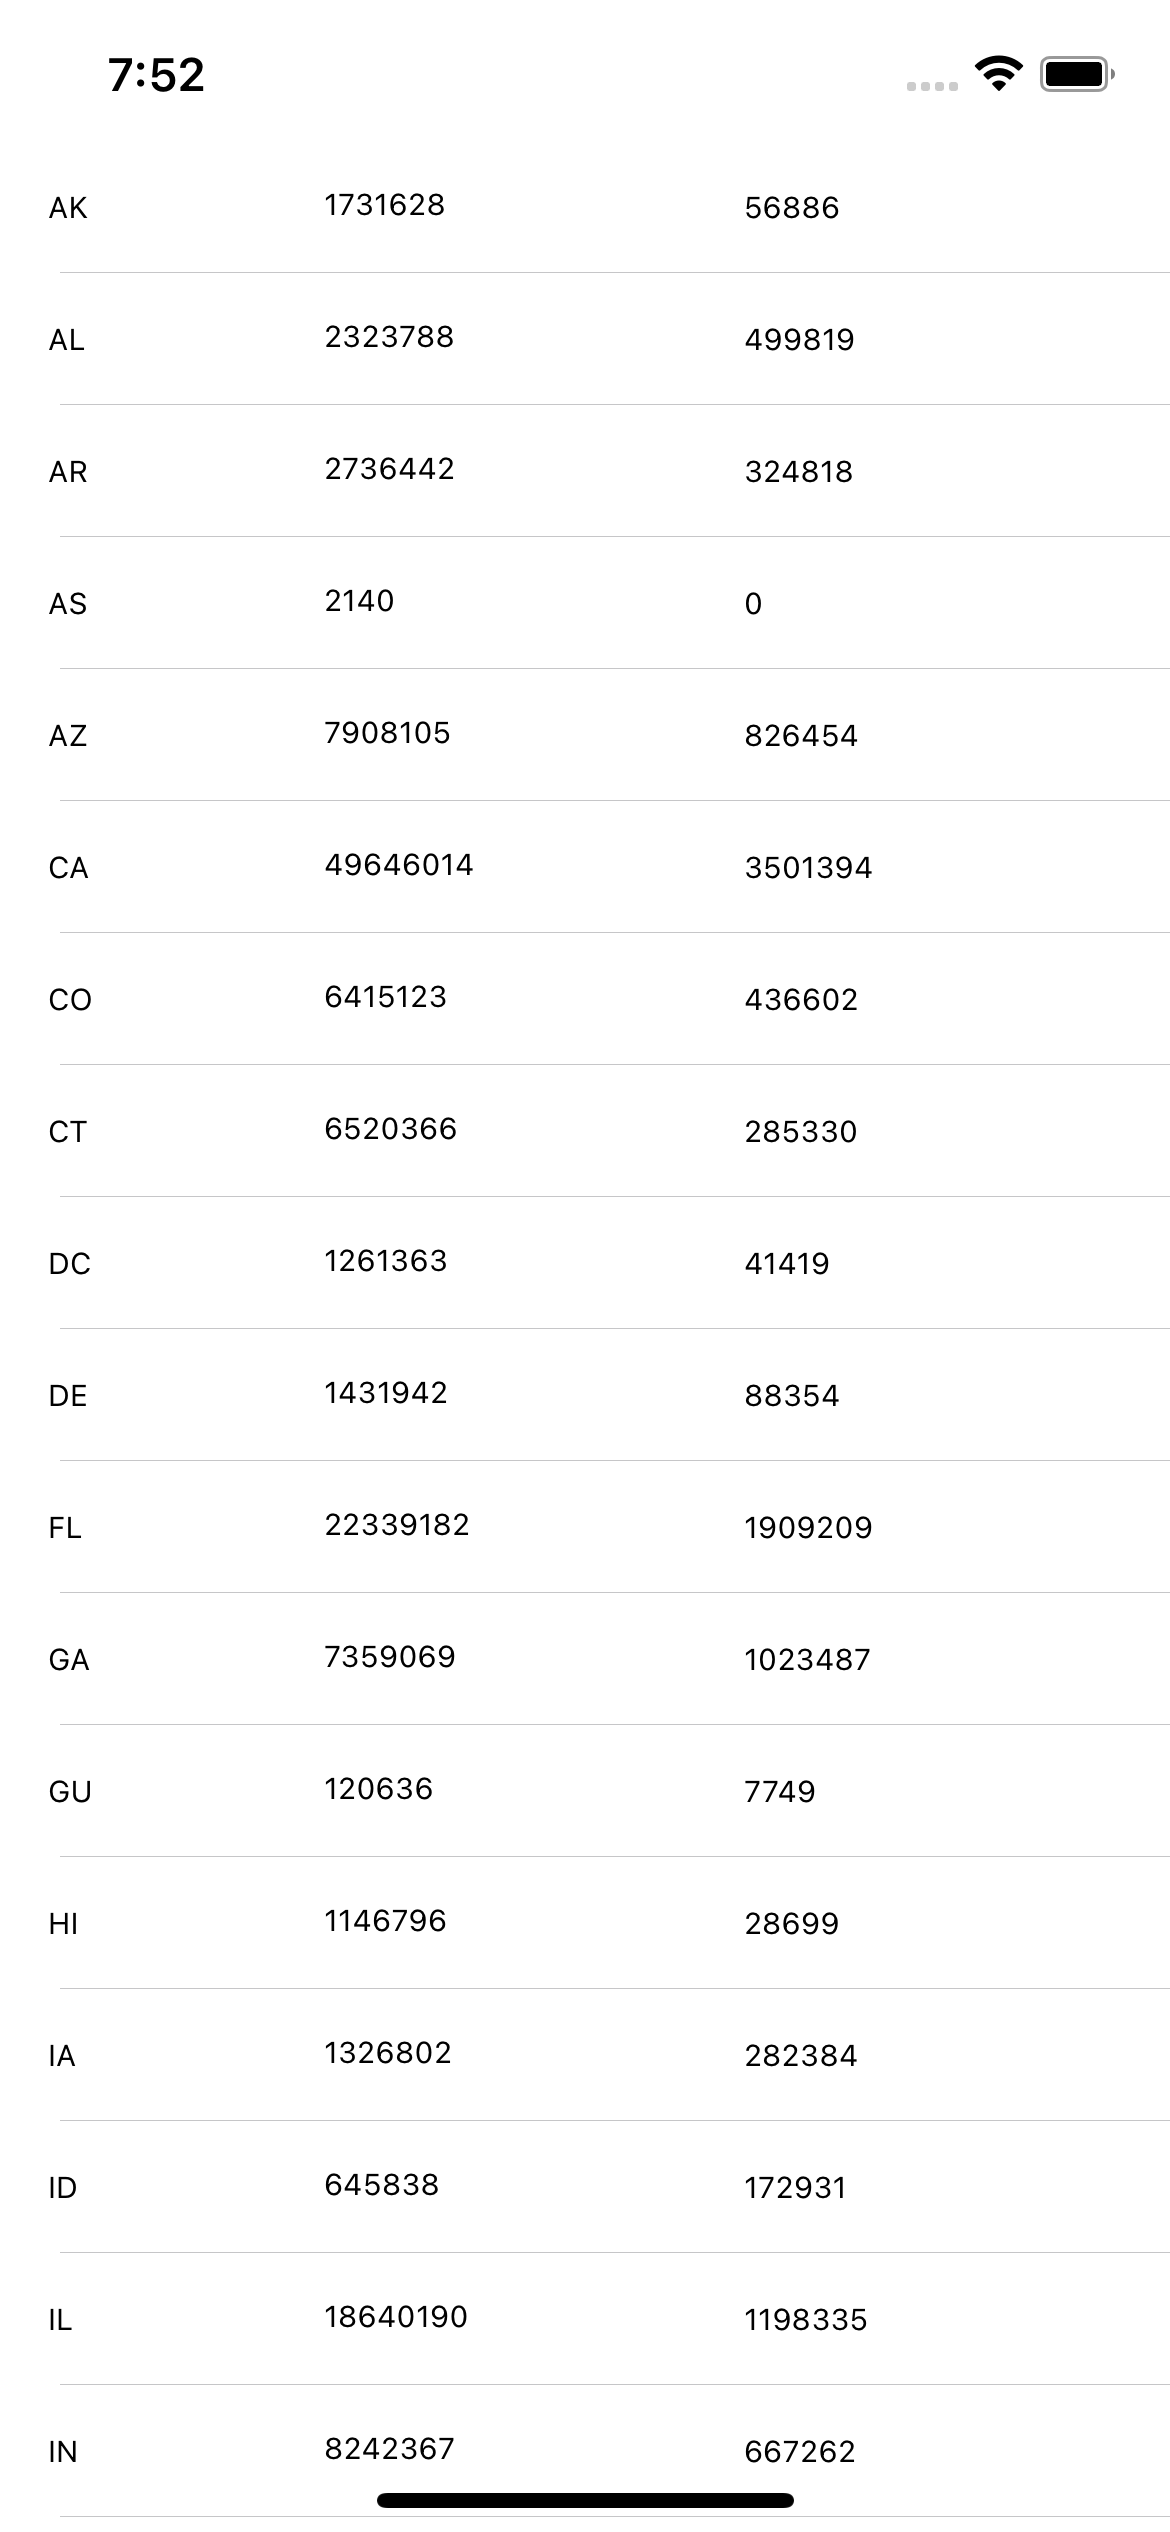 7:52
AK 1731628 56886
AL 2323788 499819
AR 2736442 324818
AS 2140 0
AZ 7908105 826454
CA 49646014 3501394
CO 6415123 436602
CT 6520366 285330
DC 1261363 41419
DE 1431942 88354
FL 22339182 1909209
GA 7359069 1023487
GU 120636 7749
HI 1146796 28699
IA 1326802 282384
ID 645838 172931
IL 18640190 1198335
IN 8242367 667262